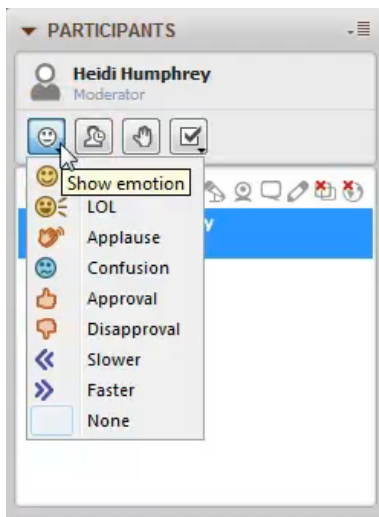 PARTICIPANTS
Heidi Humphrey
Moderator
Show emotion
LOL
y
Applause
Confusion
Approval
Disapproval
Slower
Faster
None